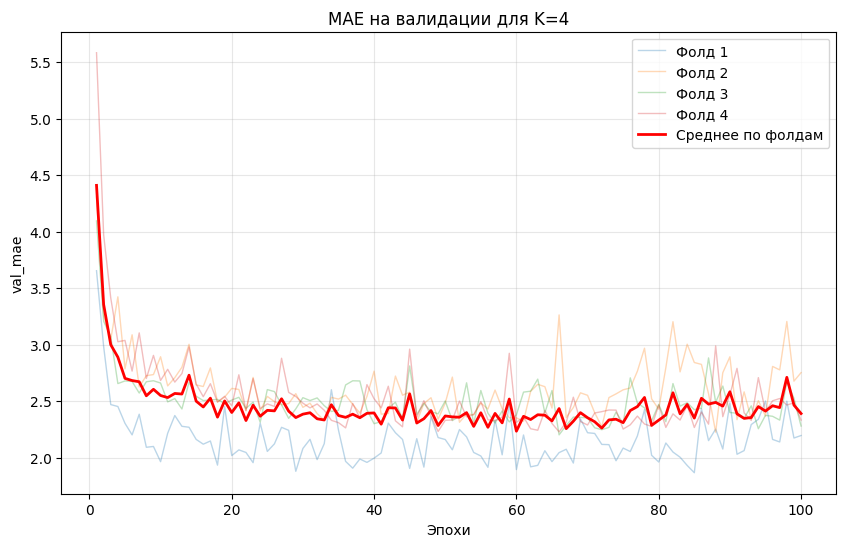 MAE на валидации для K=4
Фолд 1
Фолд 2
Фолд 3
Фолд 4
Среднее по фолдам
val_mae
5.5
5.0
4.5
4.0
3.5
3.0
2.5
2.0
0 20 40 60 80 100
Эпохи